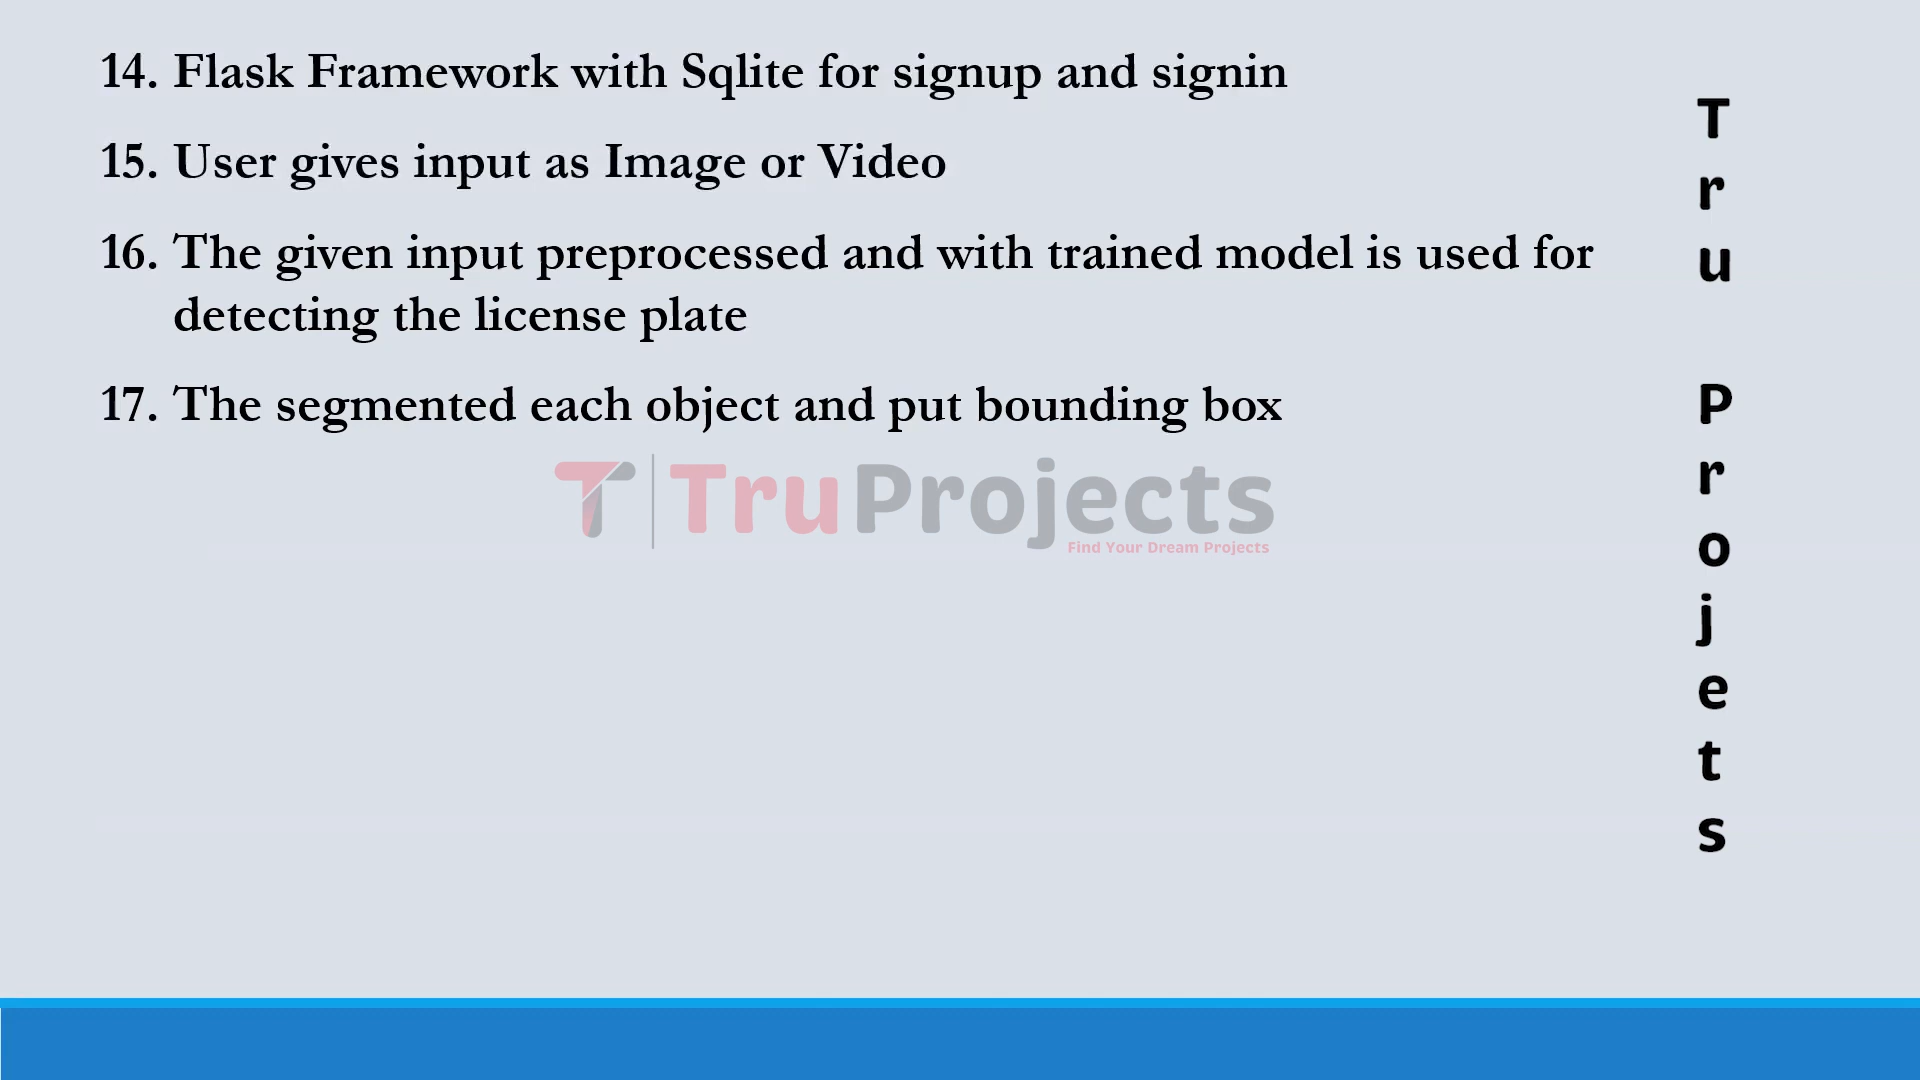 14. Flask Framework with Sqlite for signup and signin
15. User gives input as Image or Video
16. The given input preprocessed and with trained model is used for
detecting the license plate
17. The segmented each object and put bounding box
TruProjects
Find Your Dream Projects
T
r
u
P
r
o
j
e
t
s